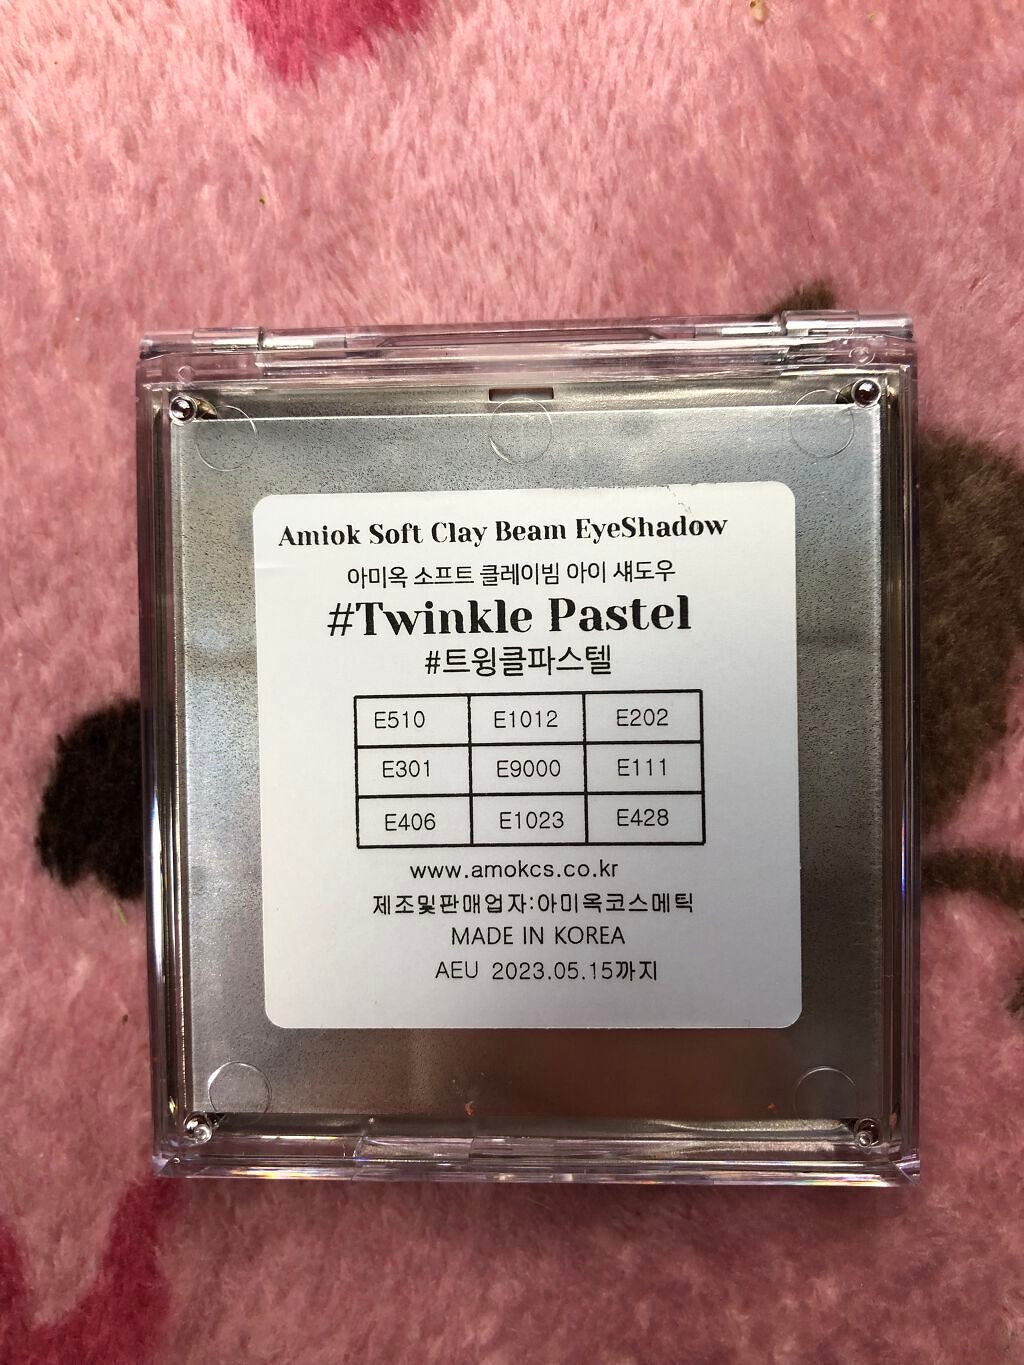 Amiok Soft Clay Beam EyeShadow
아미옥 소프트 클레이빔 아이 섀도우
#Twinkle Pastel
#트윙클파스텔
E510 E1012 E202
E301 E9000 E111
E406 E1023 E428
www.amokcs.co.kr
제조및판매업자:아미옥코스메틱
MADE IN KOREA
AEU 2023.05.15까지